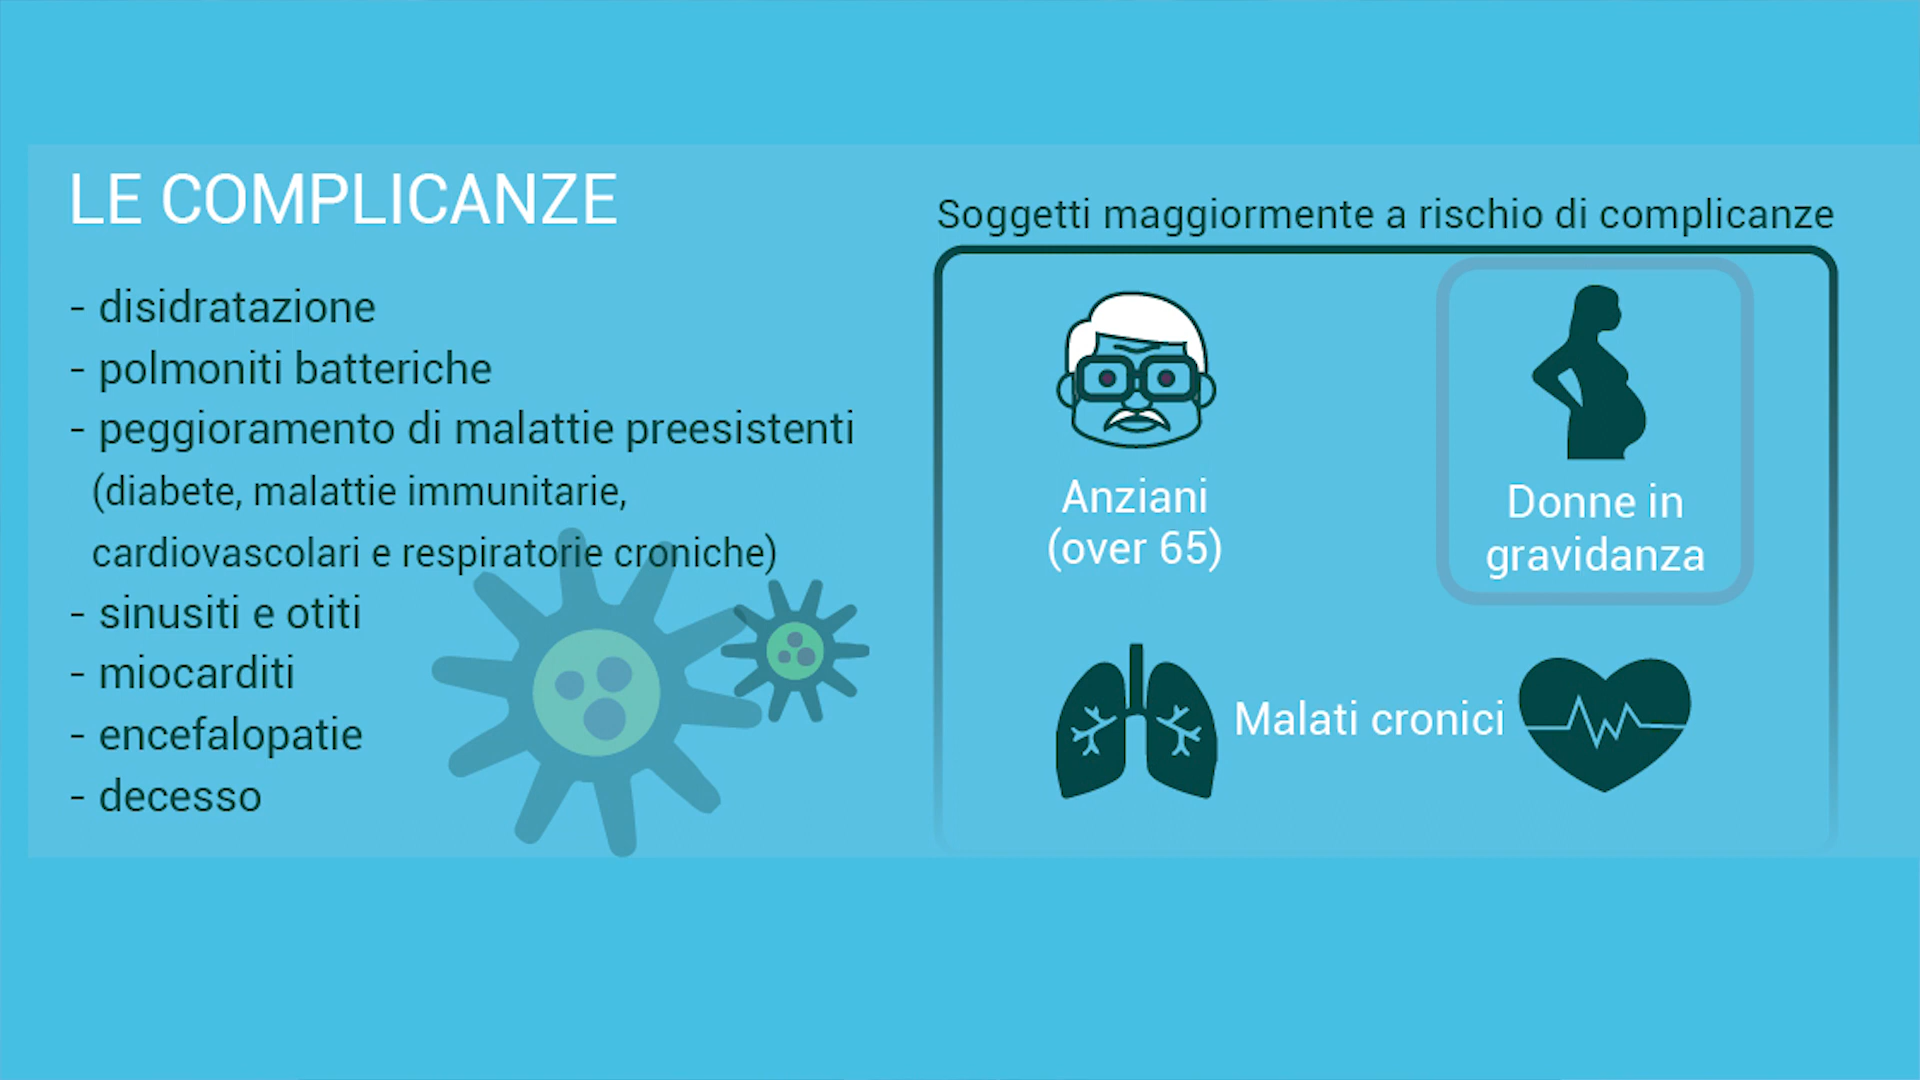 LE COMPLICANZE
- disidratazione
- polmoniti batteriche
- peggioramento di malattie preesistenti
(diabete, malattie immunitarie,
cardiovascolari e respiratorie croniche)
- sinusiti e otiti
- miocarditi
- encefalopatie
- decesso
Soggetti maggiormente a rischio di complicanze
Anziani
(over 65)
Donne in
gravidanza
Malati cronici